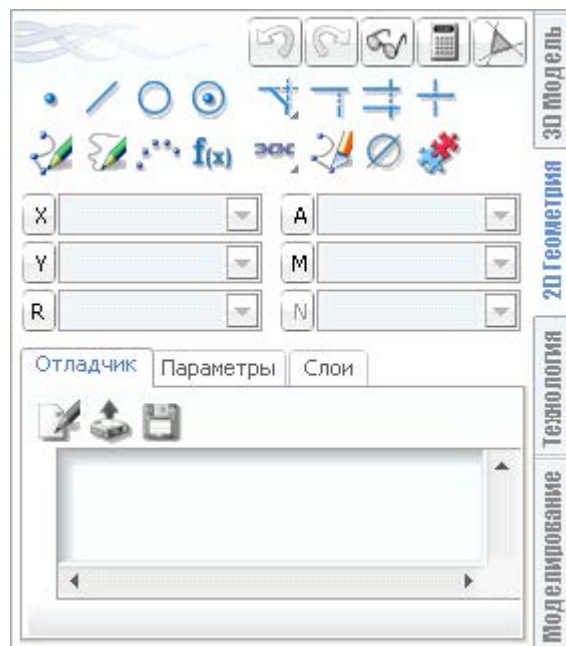 f(x)
X
A
Y
M
R
N
Отладчик
Параметры
Слои
3D Модель
2D Геометрия
Технология
Моделирование